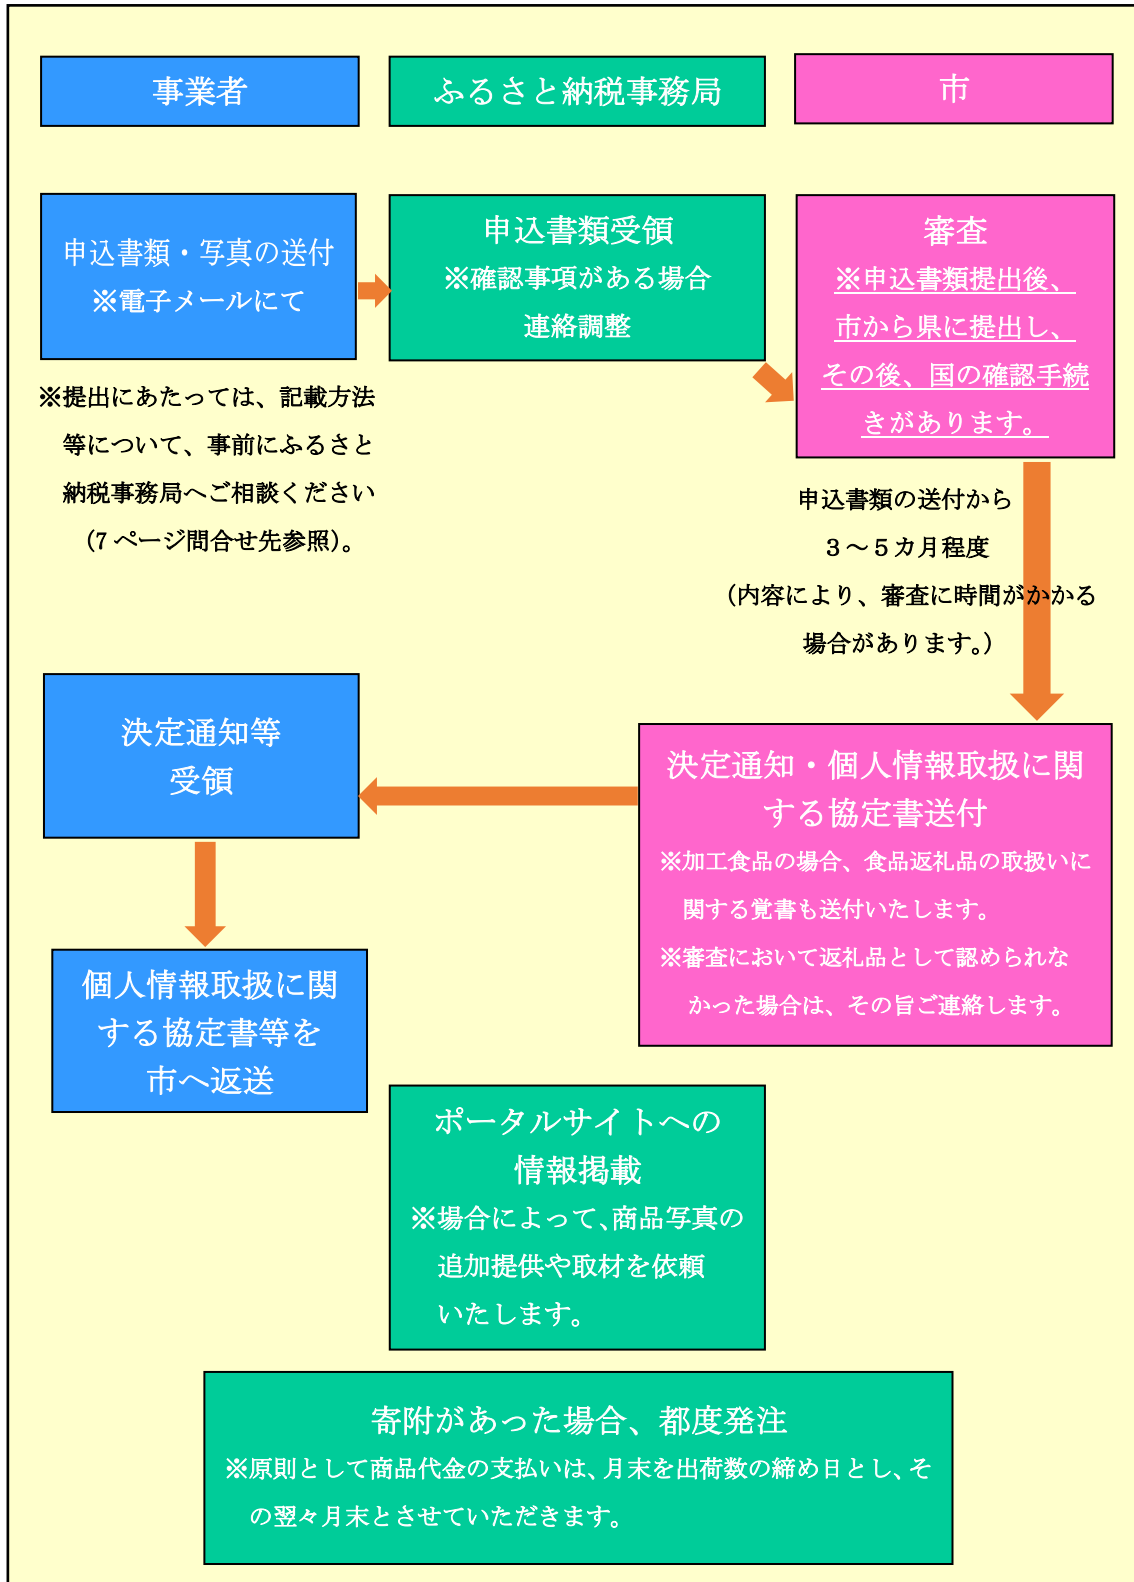 事業者
ふるさと納税事務局
市
申込書類・写真の送付
※電子メールにて
申込書類受領
※確認事項がある場合
連絡調整
審査
※申込書類提出後、
市から県に提出し、
その後、国の確認手続
きがあります。
※提出にあたっては、記載方法
等について、事前にふるさと
納税事務局へご相談ください
(7ページ問合せ先参照)。
申込書類の送付から
３～５カ月程度
（内容により、審査に時間がかかる
場合があります。）
決定通知等
受領
決定通知・個人情報取扱に関
する協定書送付
※加工食品の場合、食品返礼品の取扱いに
関する覚書も送付いたします。
※審査において返礼品として認められな
かった場合は、その旨ご連絡します。
個人情報取扱に関
する協定書等を
市へ返送
ポータルサイトへの
情報掲載
※場合によって、商品写真の
追加提供や取材を依頼
いたします。
寄附があった場合、都度発注
※原則として商品代金の支払いは、月末を出荷数の締め日とし、そ
の翌々月末とさせていただきます。